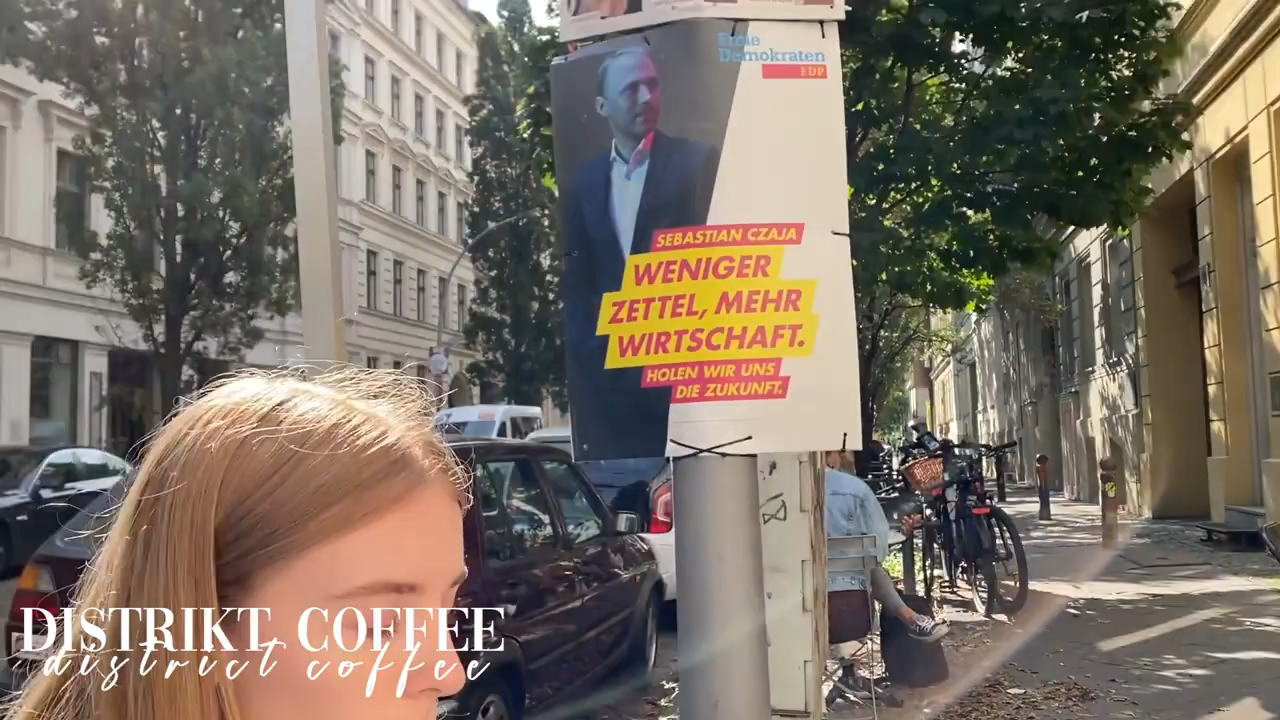 Freie
Demokraten
FDP
SEBASTIAN CZAJA
WENIGER
ZETTEL, MEHR
WIRTSCHAFT.
HOLEN WIR UNS
DIE ZUKUNFT.
DISTRIKT COFFEE
district coffee